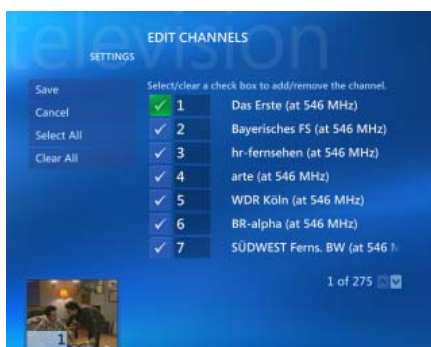 television
SETTINGS
EDIT CHANNELS
Save
Cancel
Select All
Clear All
Select/clear a check box to add/remove the channel.
1 Das Erste (at 546 MHz)
2 Bayerisches FS (at 546 MHz)
3 hr-fernsehen (at 546 MHz)
4 arte (at 546 MHz)
5 WDR Köln (at 546 MHz)
6 BR-alpha (at 546 MHz)
7 SÜDWEST Ferns. BW (at 546 M
1 of 275
1